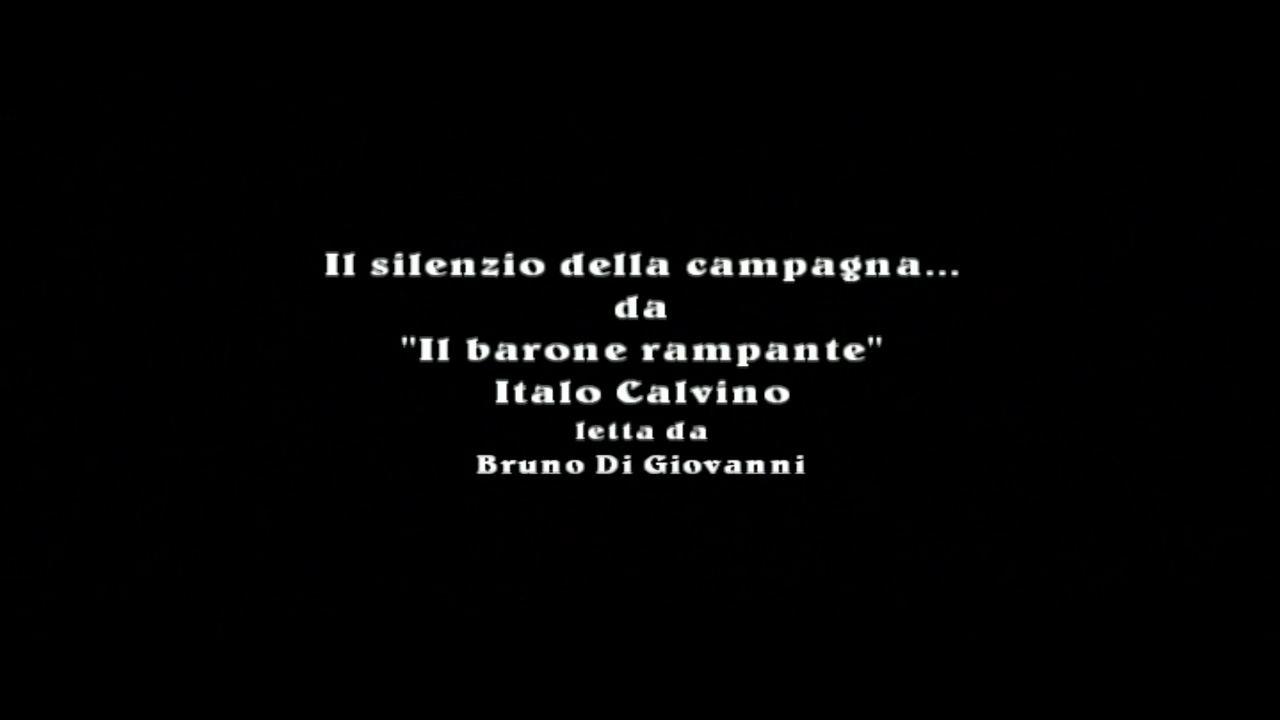 Il silenzio della campagna...
da
"Il barone rampante"
Italo Calvino
letta da
Bruno Di Giovanni